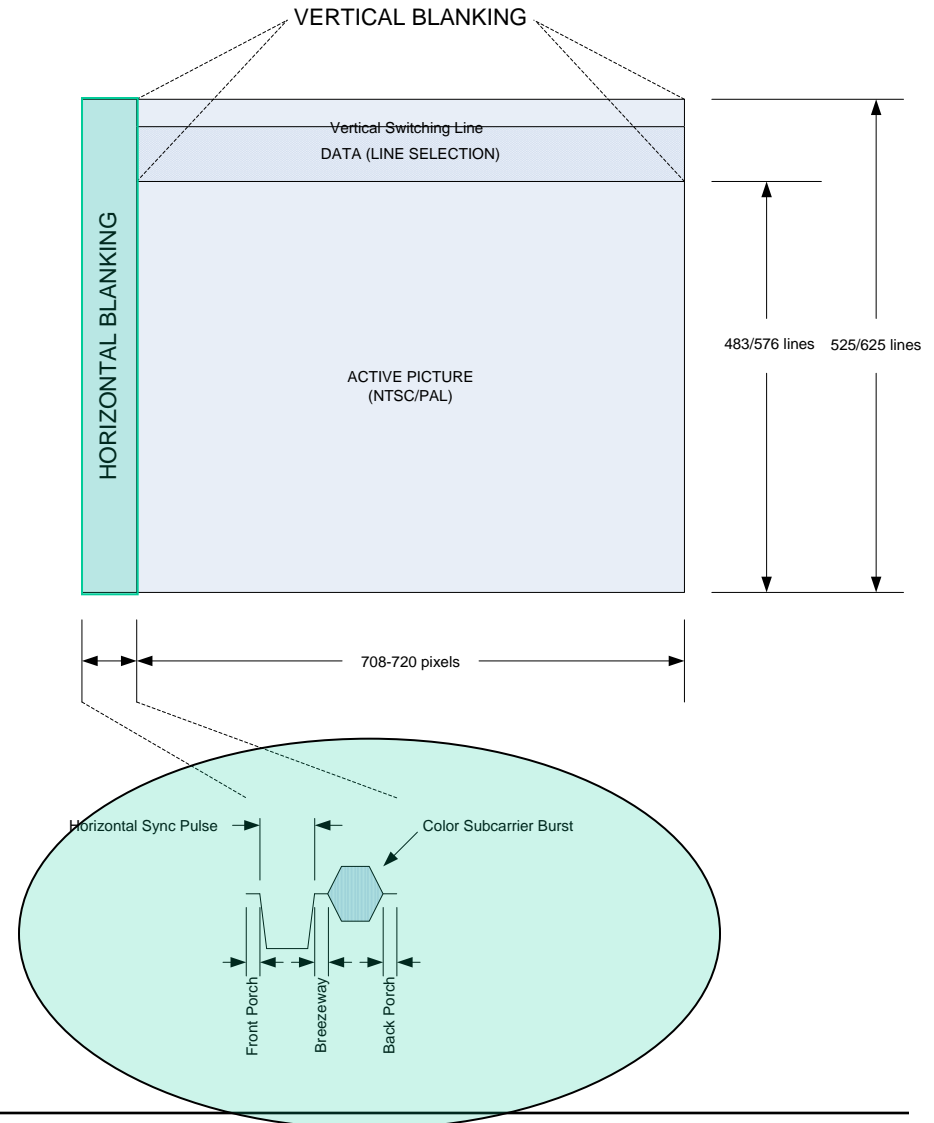 VERTICAL BLANKING
Vertical Switching Line
DATA (LINE SELECTION)
HORIZONTAL BLANKING
ACTIVE PICTURE
(NTSC/PAL)
483/576 lines
525/625 lines
708-720 pixels
Horizontal Sync Pulse
Color Subcarrier Burst
Front Porch
Breezeway
Back Porch